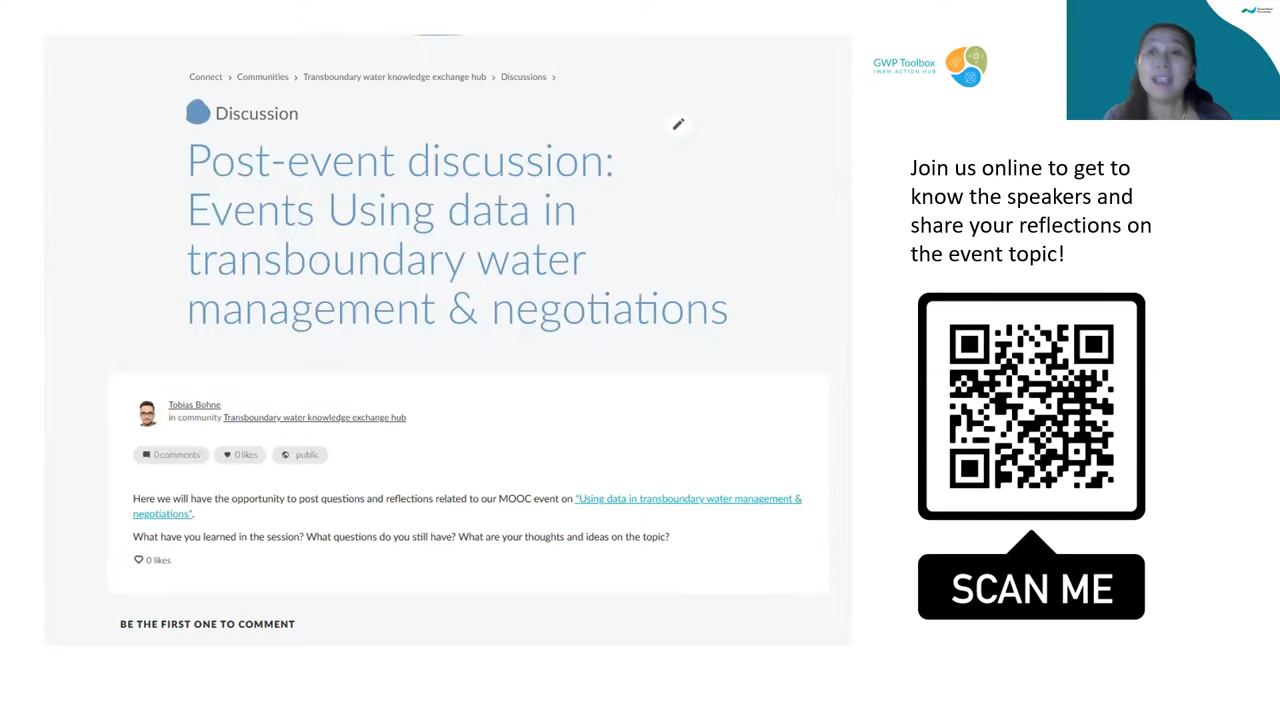 Connect > Communities > Transboundary water knowledge exchange hub > Discussions >
Discussion
Post-event discussion:
Events Using data in
transboundary water
management & negotiations
Tobias Bohne
in community Transboundary water knowledge exchange hub
0 comments 0 likes public
Here we will have the opportunity to post questions and reflections related to our MOOC event on "Using data in transboundary water management &
negotiations".
What have you learned in the session? What questions do you still have? What are your thoughts and ideas on the topic?
0 likes
BE THE FIRST ONE TO COMMENT
GWP Toolbox
IWRM ACTION HUB
Join us online to get to
know the speakers and
share your reflections on
the event topic!
SCAN ME